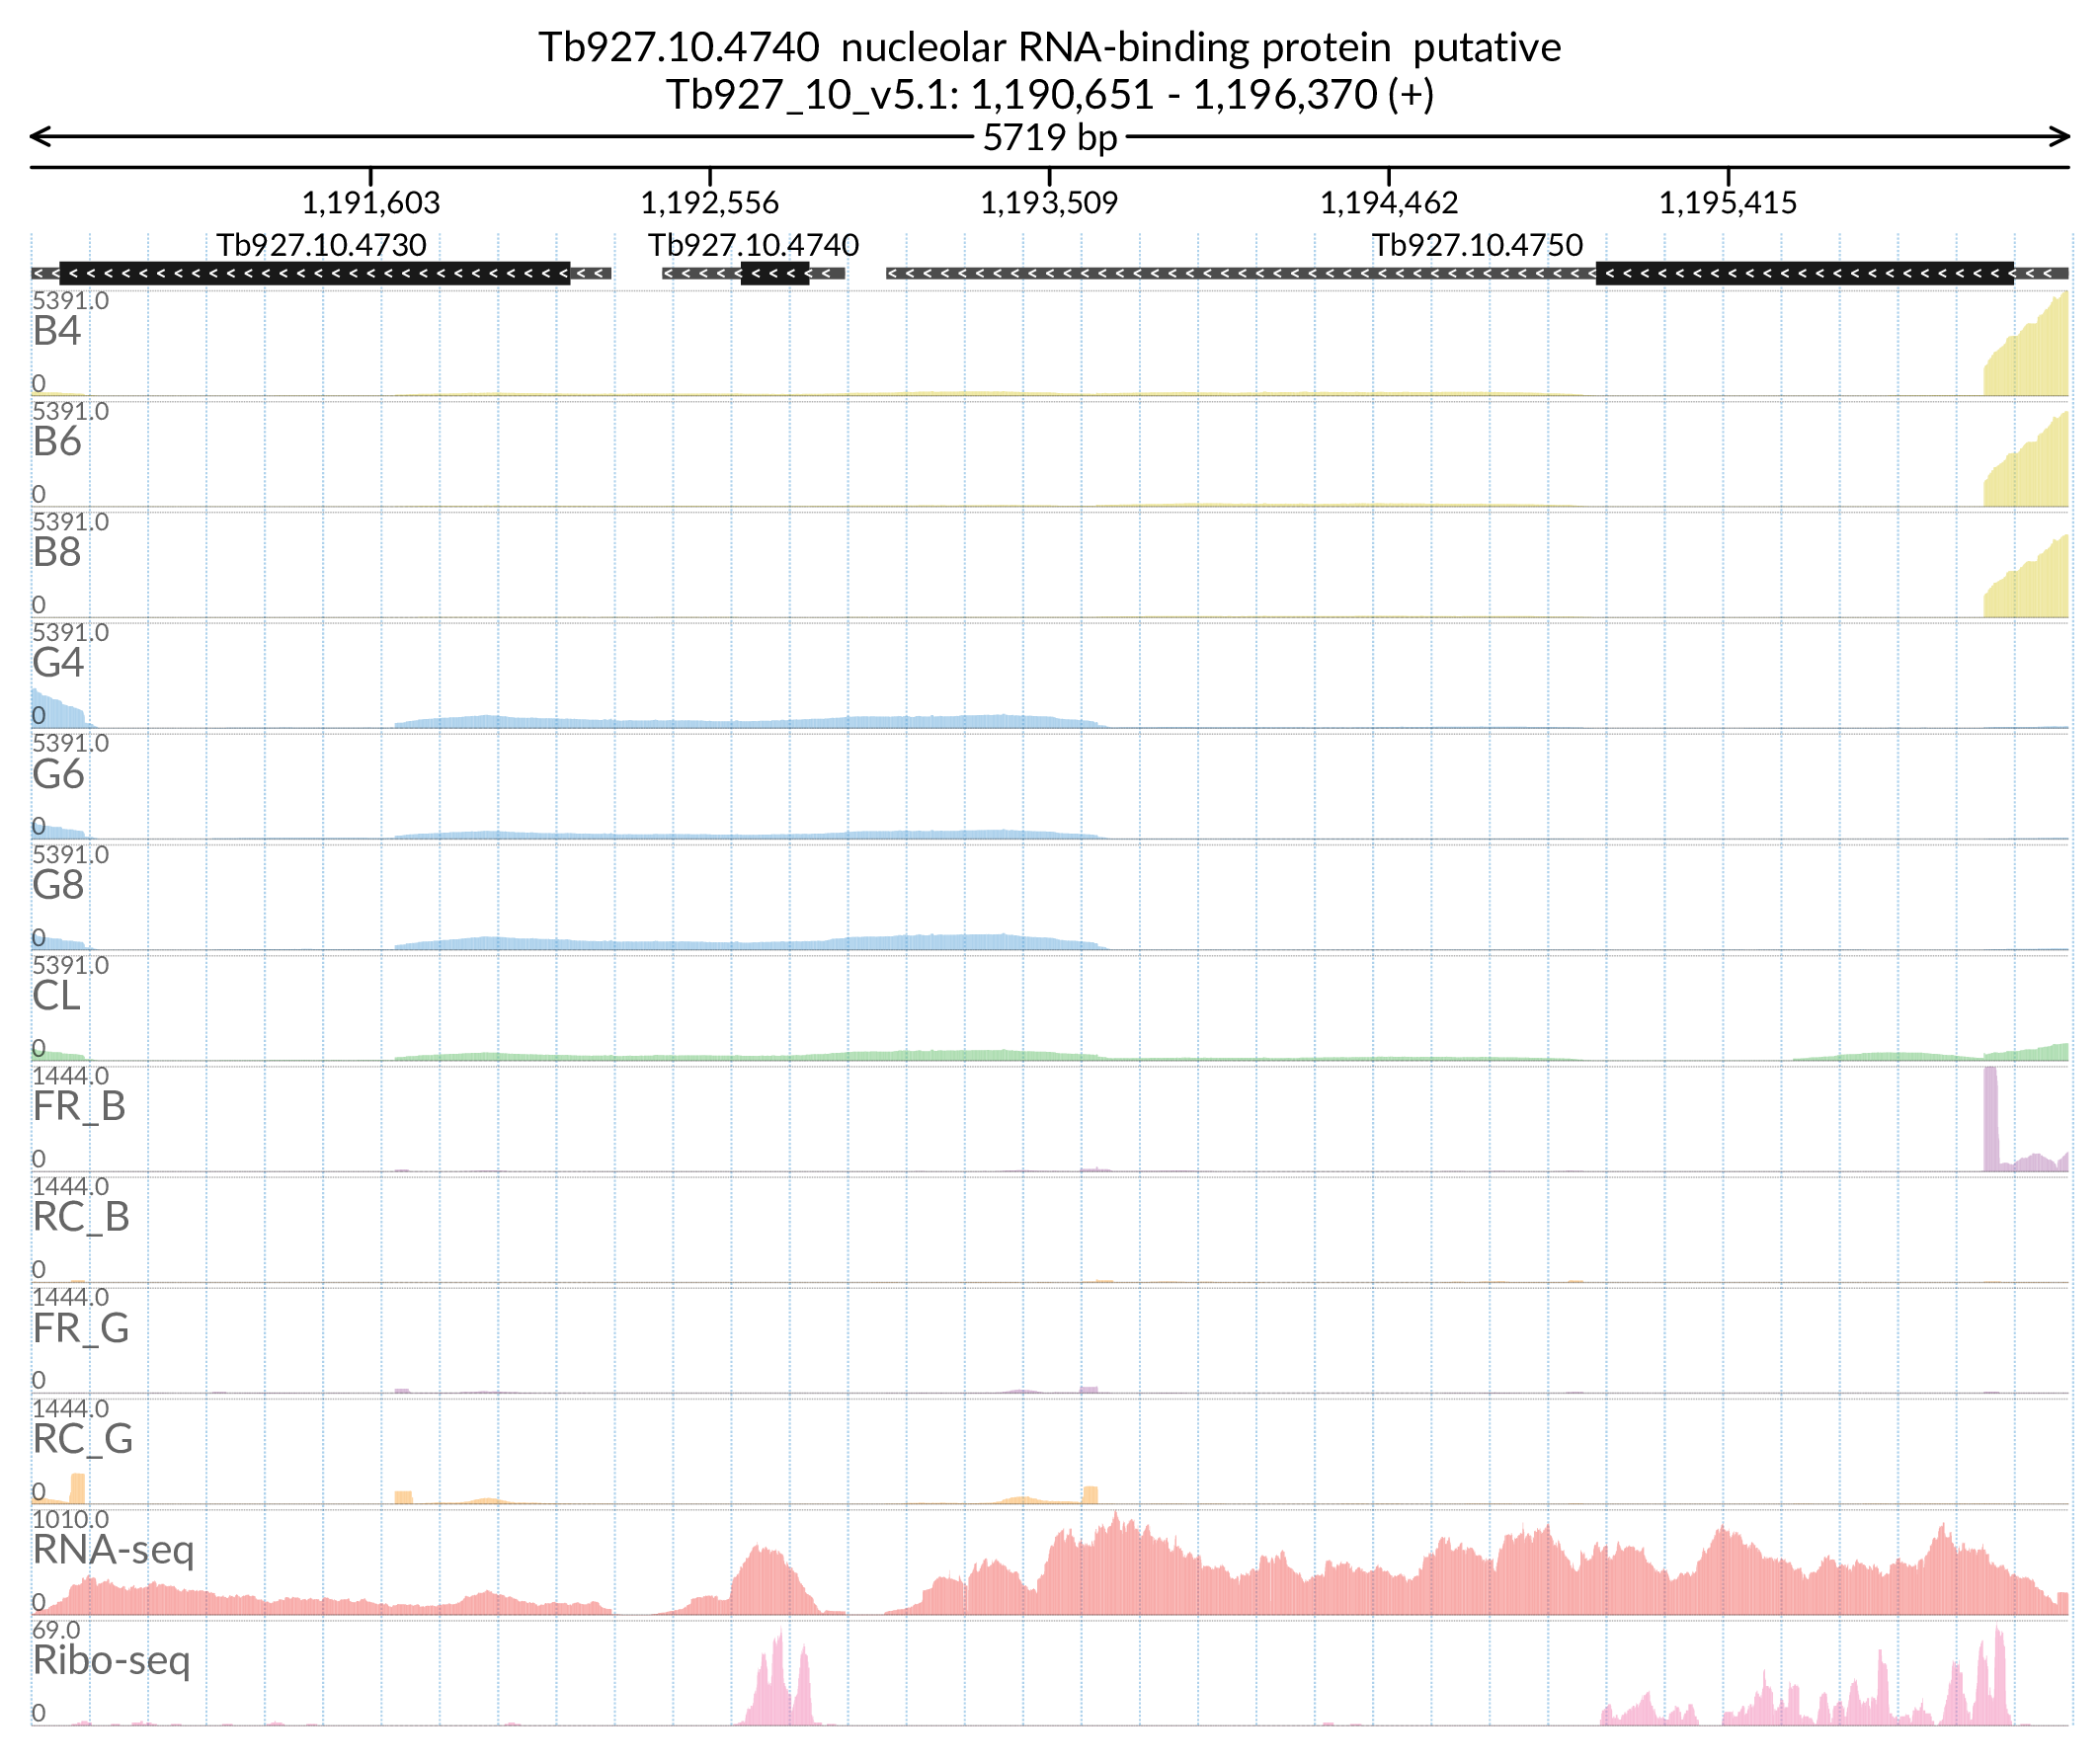 Tb927.10.4740  nucleolar RNA-binding protein  putative
Tb927_10_v5.1: 1,190,651 - 1,196,370 (+)
5719 bp
1,191,603 1,192,556 1,193,509 1,194,462 1,195,415
Tb927.10.4730 Tb927.10.4740 Tb927.10.4750
5391.0
B4
0
5391.0
B6
0
5391.0
B8
0
5391.0
G4
0
5391.0
G6
0
5391.0
G8
0
5391.0
CL
0
1444.0
FR_B
0
1444.0
RC_B
0
1444.0
FR_G
0
1444.0
RC_G
0
1010.0
RNA-seq
0
69.0
Ribo-seq
0